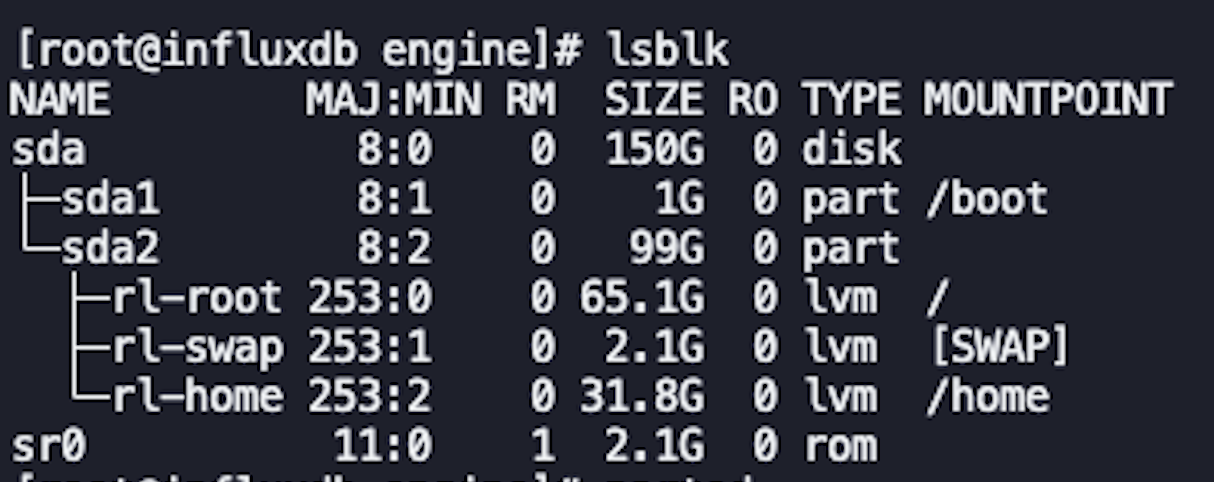 [root@influxdb engine]# lsblk
NAME        MAJ:MIN RM  SIZE RO TYPE MOUNTPOINT
sda           8:0    0  150G  0 disk
├─sda1        8:1    0    1G  0 part /boot
└─sda2        8:2    0   99G  0 part
  ├─rl-root 253:0    0 65.1G  0 lvm  /
  ├─rl-swap 253:1    0  2.1G  0 lvm  [SWAP]
  └─rl-home 253:2    0 31.8G  0 lvm  /home
sr0          11:0    1  2.1G  0 rom
[root@influxdb engine]#